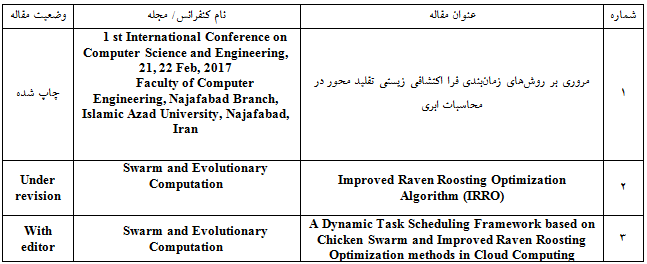 شماره	عنوان مقاله	نام کنفرانس/ مجله	وضعیت مقاله
۱
مروری بر روش‌های زمان‌بندی فرا اکتشافی زیستی تقلید محور در
محاسبات ابری
1 st International Conference on
Computer Science and Engineering,
21, 22 Feb, 2017
Faculty of Computer
Engineering, Najafabad Branch,
Islamic Azad University, Najafabad,
Iran
چاپ شده
۲
Improved Raven Roosting Optimization
Algorithm (IRRO)
Swarm and Evolutionary
Computation
Under
revision
۳
A Dynamic Task Scheduling Framework based on
Chicken Swarm and Improved Raven Roosting
Optimization methods in Cloud Computing
Swarm and Evolutionary
Computation
With
editor